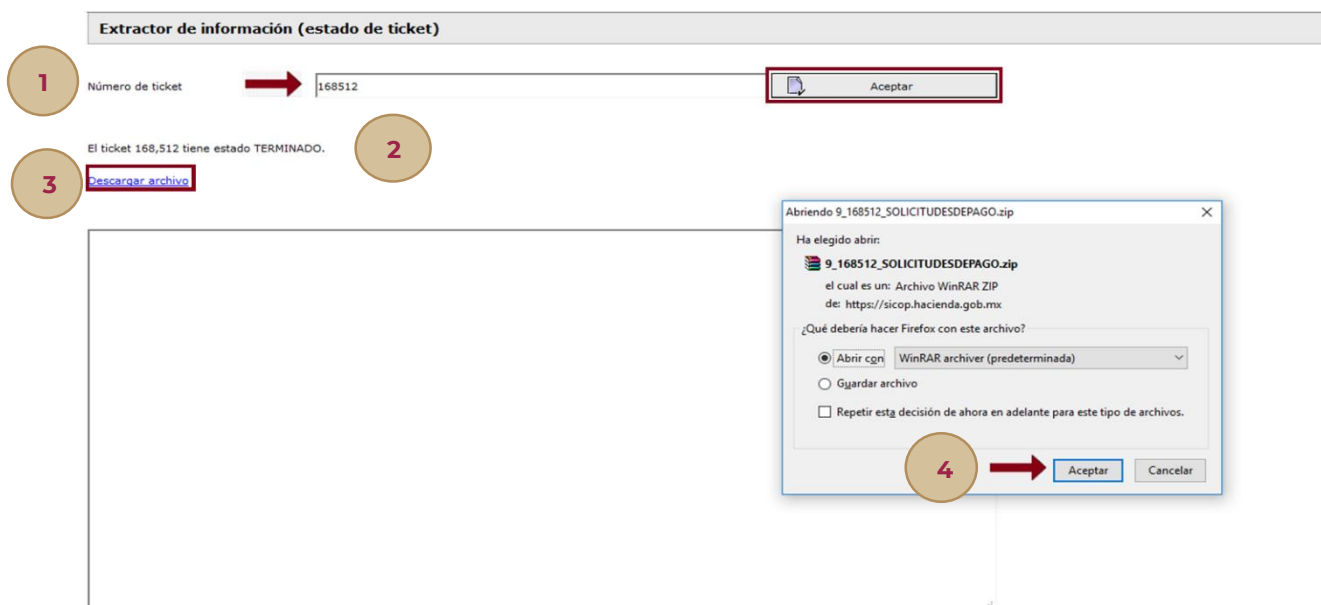 Extractor de información (estado de ticket)
1
Número de ticket
168512
Aceptar
El ticket 168,512 tiene estado TERMINADO.
2
3
Descargar archivo
Abriendo 9_168512_SOLICITUDESDEPAGO.zip
Ha elegido abrir:
9_168512_SOLICITUDESDEPAGO.zip
el cual es un: Archivo WinRAR ZIP
de: https://sicop.hacienda.gob.mx
¿Qué debería hacer Firefox con este archivo?
Abrir con WinRAR archiver (predeterminada)
Guardar archivo
Repetir esta decisión de ahora en adelante para este tipo de archivos.
4
Aceptar Cancelar